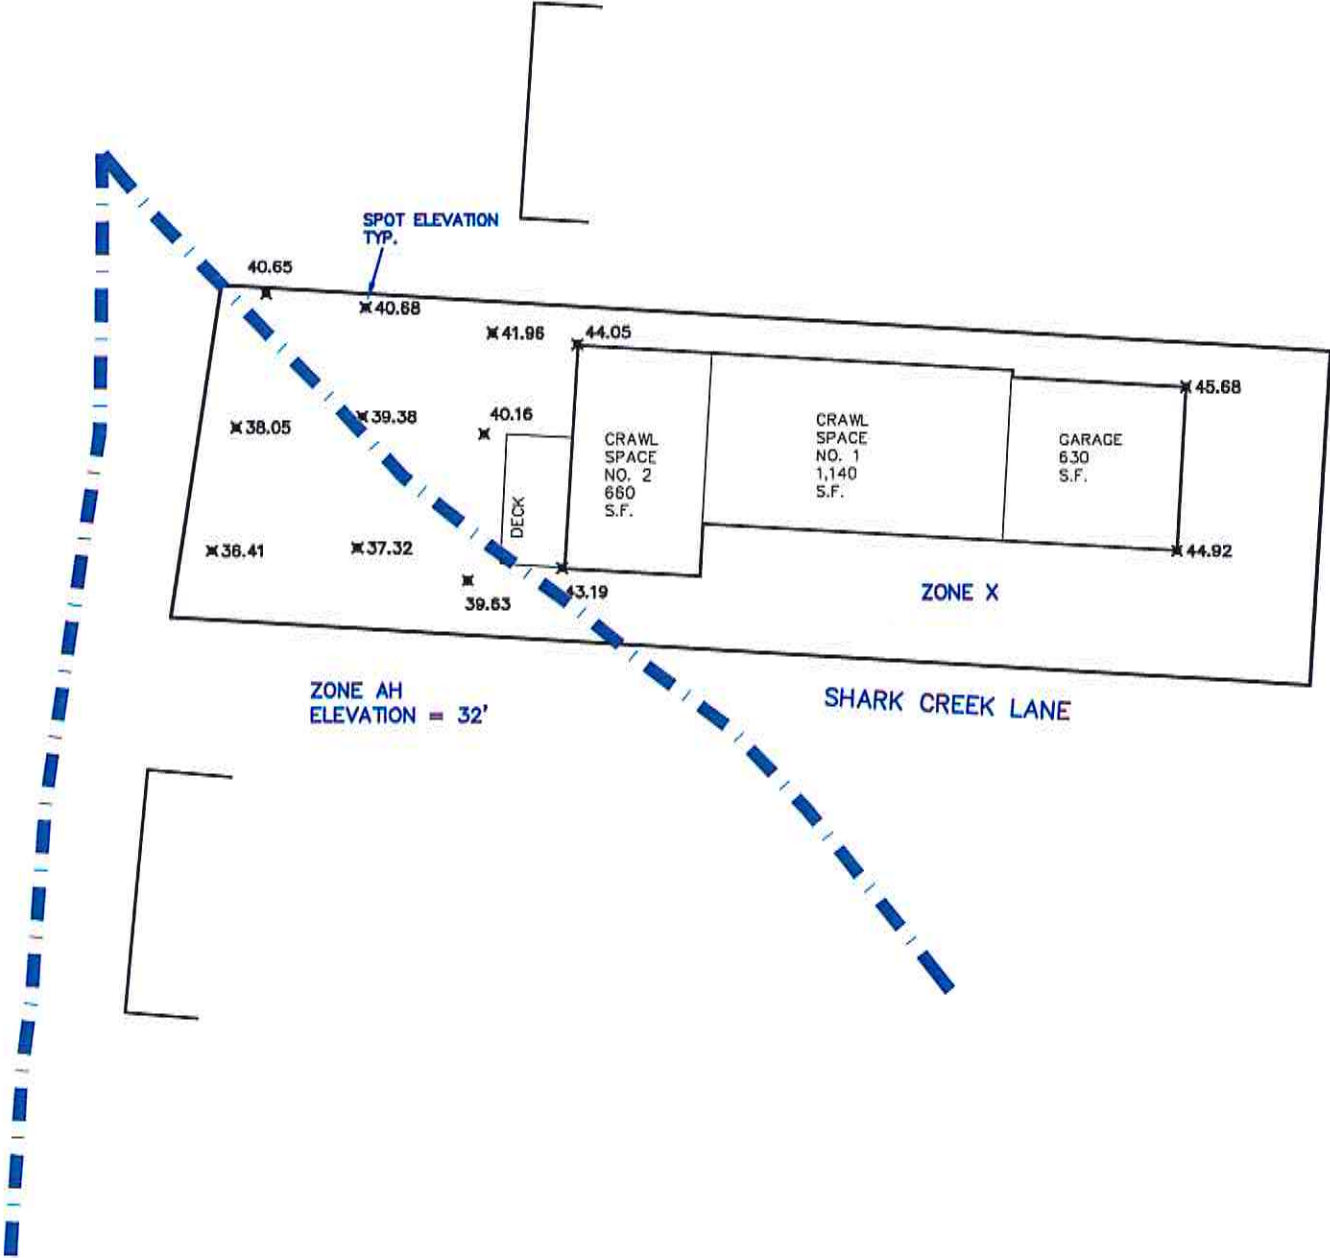 SPOT ELEVATION
TYP.
40.65
40.68
41.96
44.05
45.68
38.05
39.38
40.16
CRAWL
SPACE
NO. 2
660
S.F.
CRAWL
SPACE
NO. 1
1,140
S.F.
GARAGE
630
S.F.
DECK
36.41
37.32
39.63
43.19
44.92
ZONE X
ZONE AH
ELEVATION = 32'
SHARK CREEK LANE